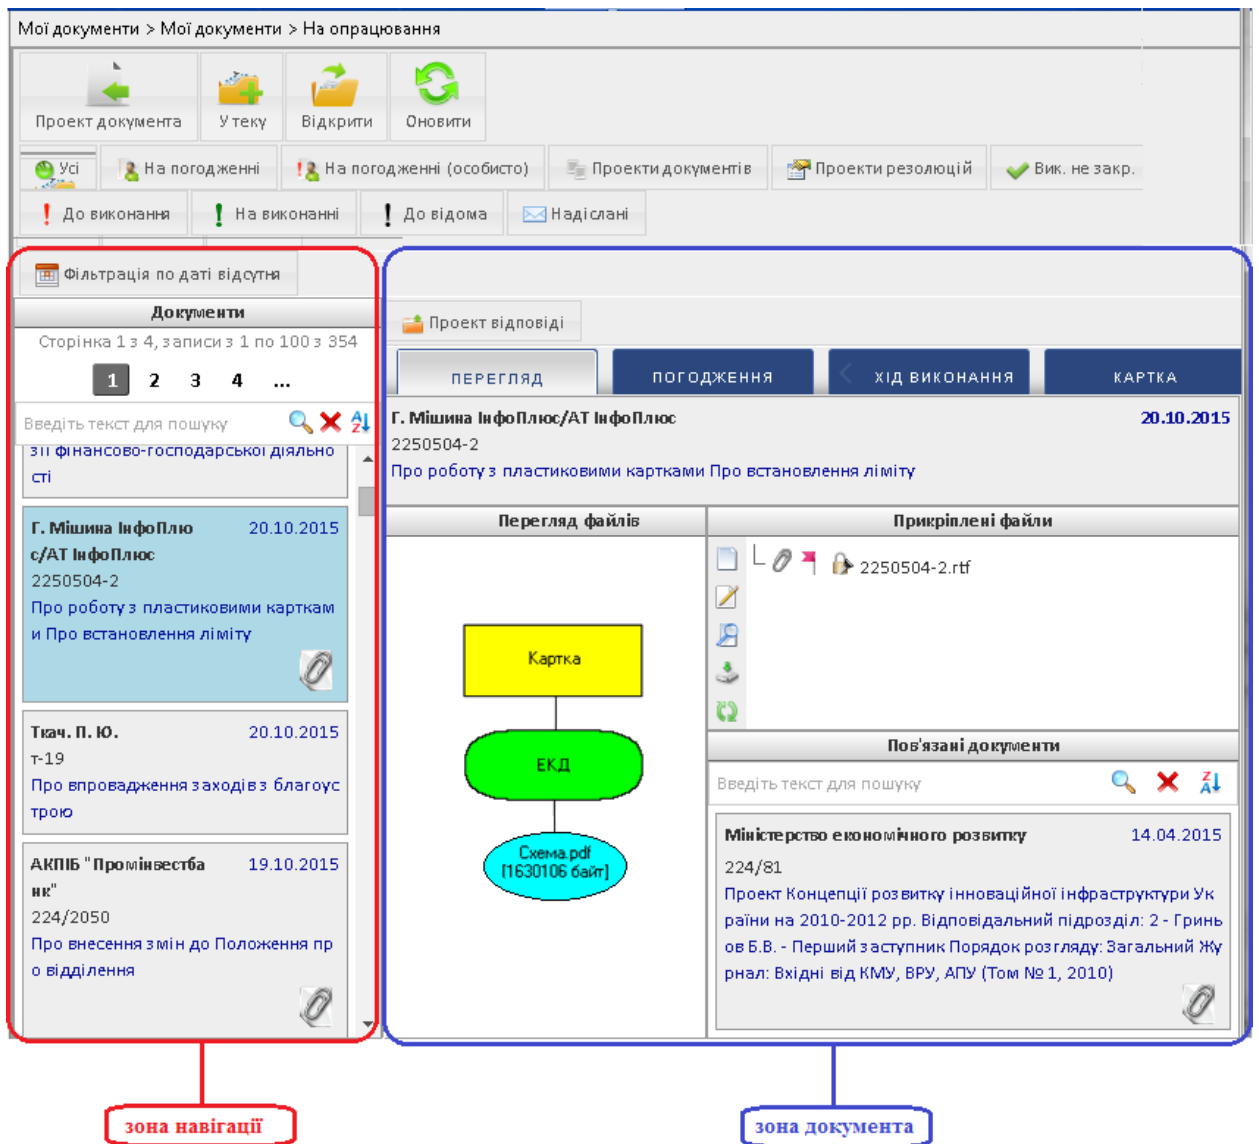 Мої документи > Мої документи > На опрацювання
Проект документа
У теку
Відкрити
Оновити
Усі
На погодженні
На погодженні (особисто)
Проекти документів
Проекти резолюцій
Вик. не закр.
До виконання
На виконанні
До відома
Надіслані
Фільтрація по даті відсутня
Документи
Сторінка 1 з 4, записи з 1 по 100 з 354
1 2 3 4 ...
Введіть текст для пошуку
зії фінансово-господарської діяльно
сті
Г. Мішина ІнфоПлю 20.10.2015
с/АТ ІнфоПлюс
2250504-2
Про роботу з пластиковими карткам
и Про встановлення ліміту
Ткач. П. Ю. 20.10.2015
т-19
Про впровадження заходів з благоус
трою
АКПІБ "Промінвестба 19.10.2015
нк"
224/2050
Про внесення змін до Положення пр
о відділення
Проект відповіді
ПЕРЕГЛЯД
ПОГОДЖЕННЯ
ХІД ВИКОНАННЯ
КАРТКА
Г. Мішина ІнфоПлюс/АТ ІнфоПлюс 20.10.2015
2250504-2
Про роботу з пластиковими картками Про встановлення ліміту
Перегляд файлів
Картка
ЕКД
Схема.pdf
[1630106 байт]
Прикріплені файли
2250504-2.rtf
Пов'язані документи
Введіть текст для пошуку
Міністерство економічного розвитку 14.04.2015
224/81
Проект Концепції розвитку інноваційної інфраструктури Ук
раїни на 2010-2012 рр. Відповідальний підрозділ: 2 - Гринь
ов Б.В. - Перший заступник Порядок розгляду: Загальний Жу
рнал: Вхідні від КМУ, ВРУ, АПУ (Том № 1, 2010)
зона навігації
зона документа